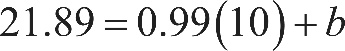 21.89 = 0.99(10) + b